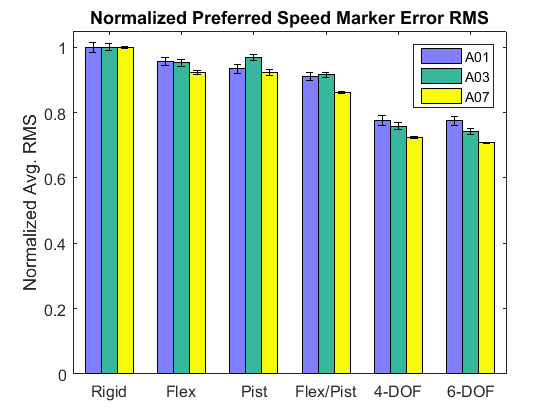 Normalized Preferred Speed Marker Error RMS
Normalized Avg. RMS
1
0.8
0.6
0.4
0.2
0
A01
A03
A07
Rigid Flex Pist Flex/Pist 4-DOF 6-DOF